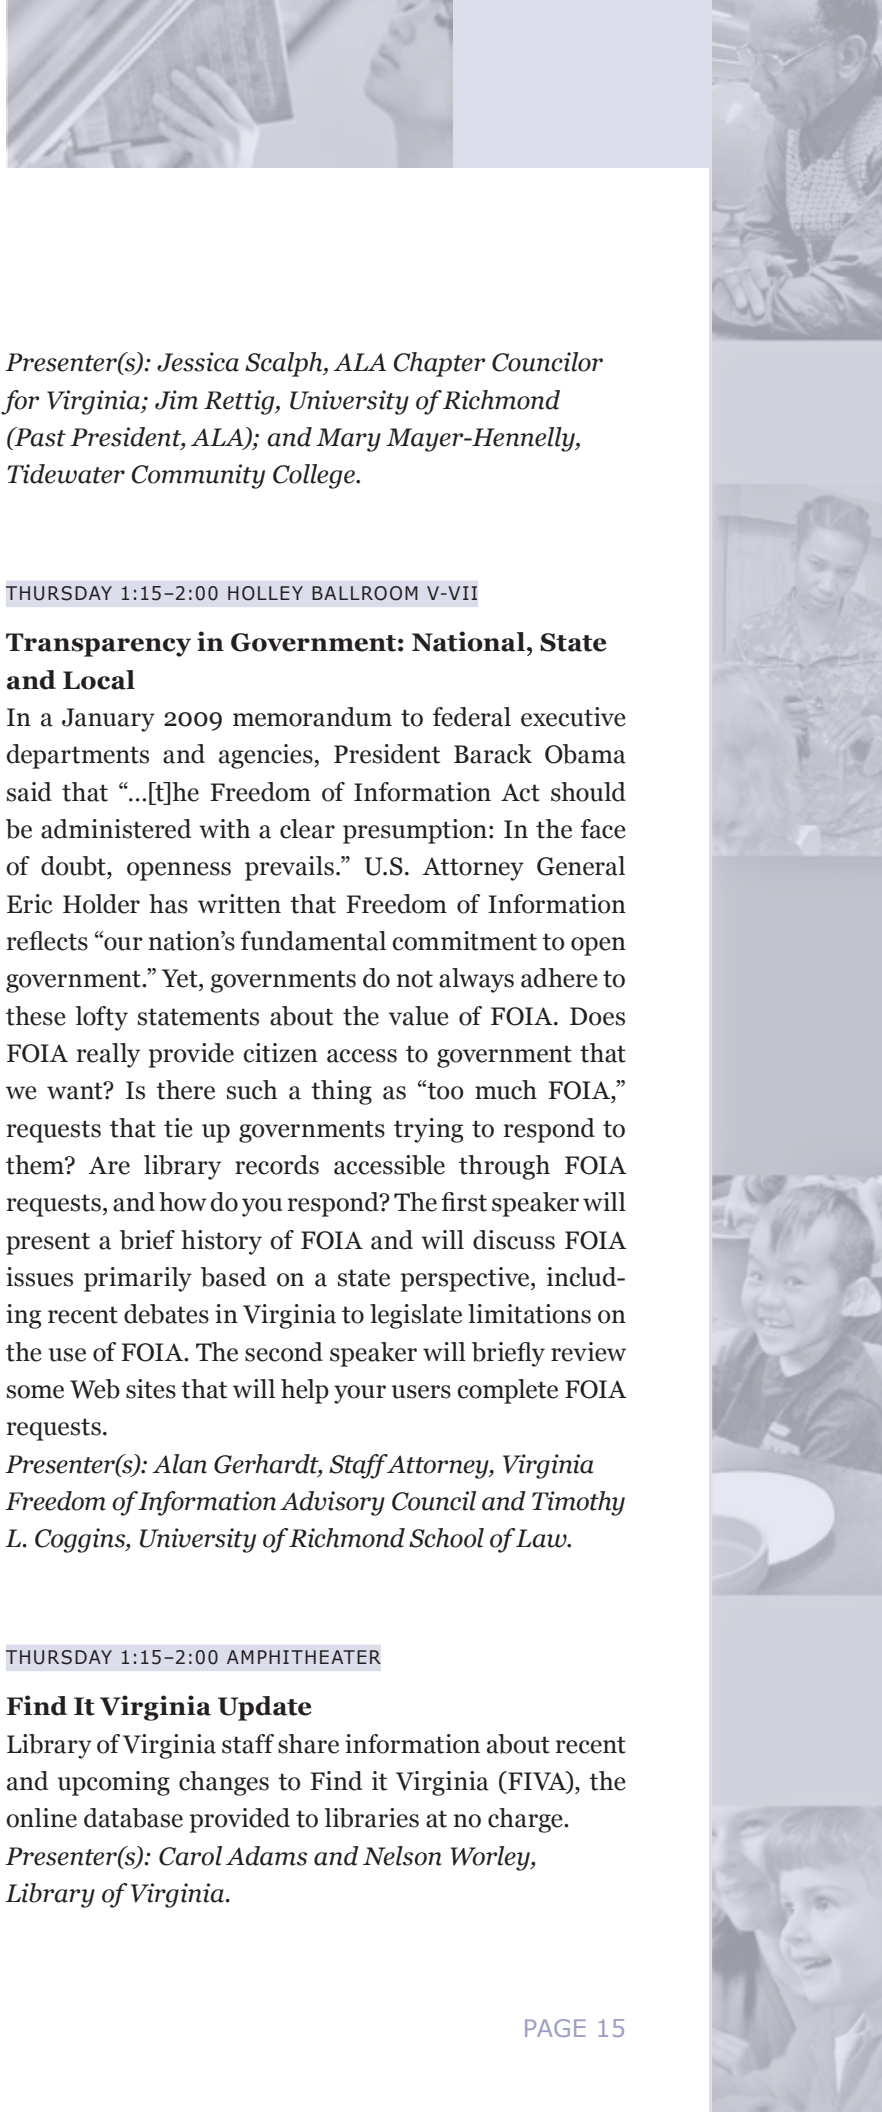 Presenter(s): Jessica Scalph, ALA Chapter Councilor
for Virginia; Jim Rettig, University of Richmond
(Past President, ALA); and Mary Mayer-Hennelly,
Tidewater Community College.
THURSDAY 1:15–2:00 HOLLEY BALLROOM V-VII
Transparency in Government: National, State
and Local
In a January 2009 memorandum to federal executive
departments and agencies, President Barack Obama
said that “...[t]he Freedom of Information Act should
be administered with a clear presumption: In the face
of doubt, openness prevails.” U.S. Attorney General
Eric Holder has written that Freedom of Information
reflects “our nation’s fundamental commitment to open
government.” Yet, governments do not always adhere to
these lofty statements about the value of FOIA. Does
FOIA really provide citizen access to government that
we want? Is there such a thing as “too much FOIA,”
requests that tie up governments trying to respond to
them? Are library records accessible through FOIA
requests, and how do you respond? The first speaker will
present a brief history of FOIA and will discuss FOIA
issues primarily based on a state perspective, includ-
ing recent debates in Virginia to legislate limitations on
the use of FOIA. The second speaker will briefly review
some Web sites that will help your users complete FOIA
requests.
Presenter(s): Alan Gerhardt, Staff Attorney, Virginia
Freedom of Information Advisory Council and Timothy
L. Coggins, University of Richmond School of Law.
THURSDAY 1:15–2:00 AMPHITHEATER
Find It Virginia Update
Library of Virginia staff share information about recent
and upcoming changes to Find it Virginia (FIVA), the
online database provided to libraries at no charge.
Presenter(s): Carol Adams and Nelson Worley,
Library of Virginia.
PAGE 15